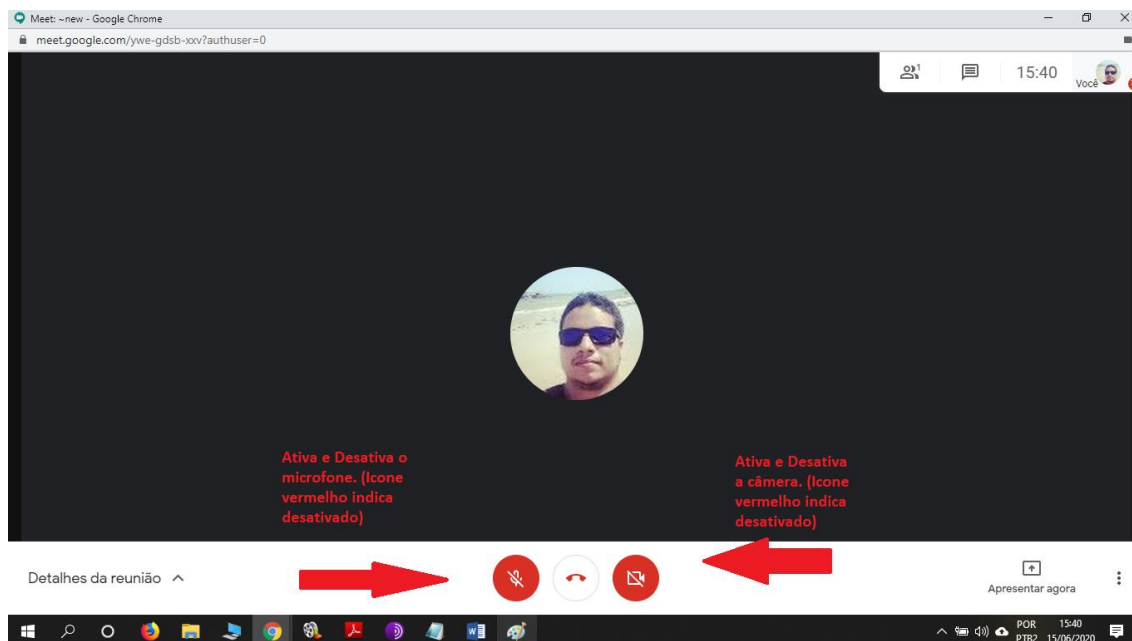 Meet: ~new - Google Chrome
meet.google.com/ywe-gdsb-xxv?authuser=0
1
15:40
Você
Ativa e Desativa o
microfone. (Icone
vermelho indica
desativado)
Ativa e Desativa
a câmera. (Icone
vermelho indica
desativado)
Detalhes da reunião
Apresentar agora
POR
PTB2
15:40
15/06/2020